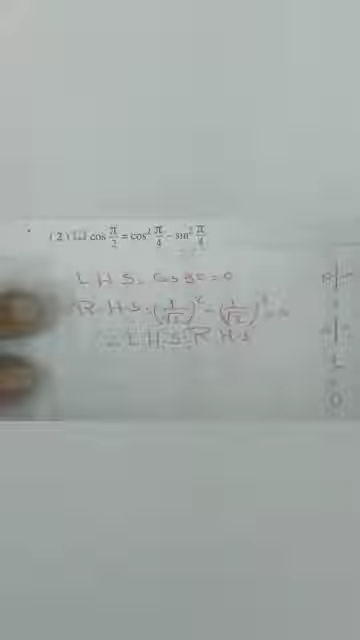 (2) cos π/2 = cos² π/4 - sin² π/4
L H S = cos 90 = 0
R H S = (1/√2)² - (1/√2)² = 0
= L H S = R H S